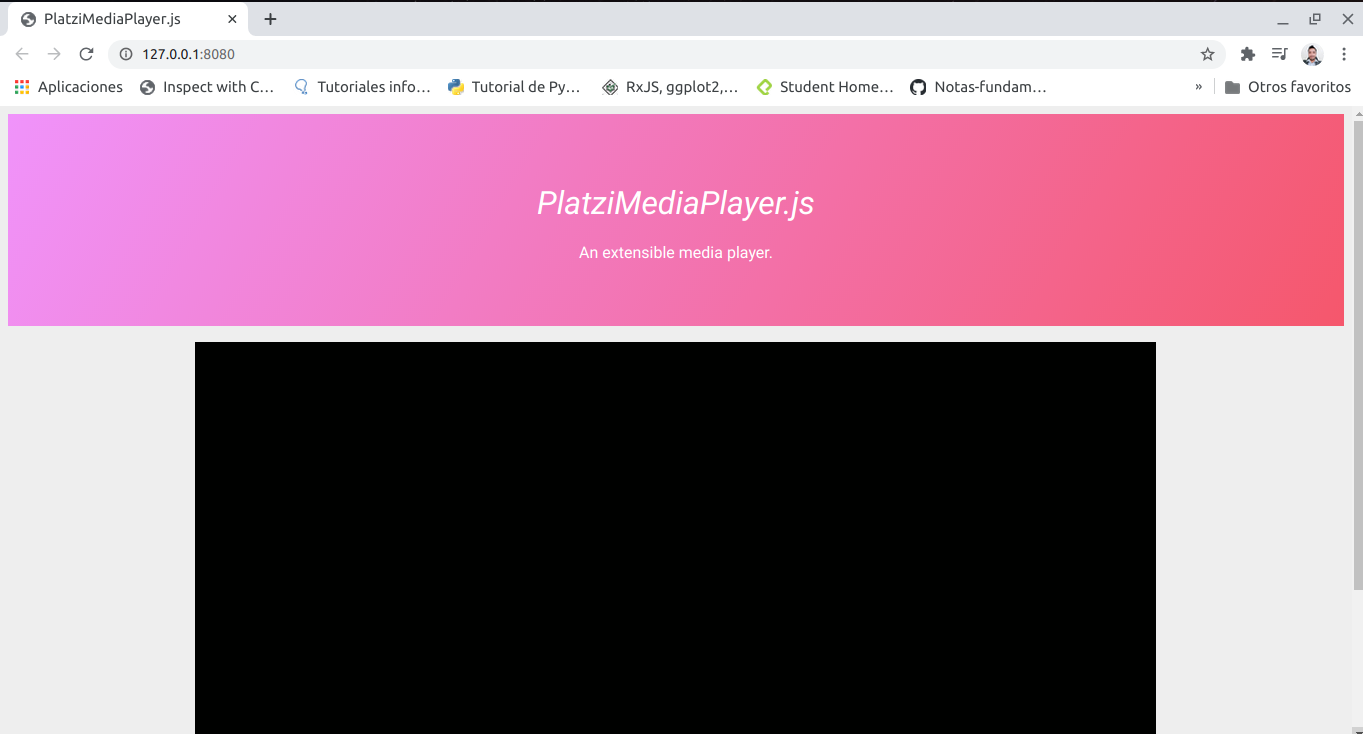 PlatziMediaPlayer.js
127.0.0.1:8080
Aplicaciones Inspect with C... Tutoriales info... Tutorial de Py... RxJS, ggplot2,... Student Home... Notas-fundam... » Otros favoritos
PlatziMediaPlayer.js
An extensible media player.